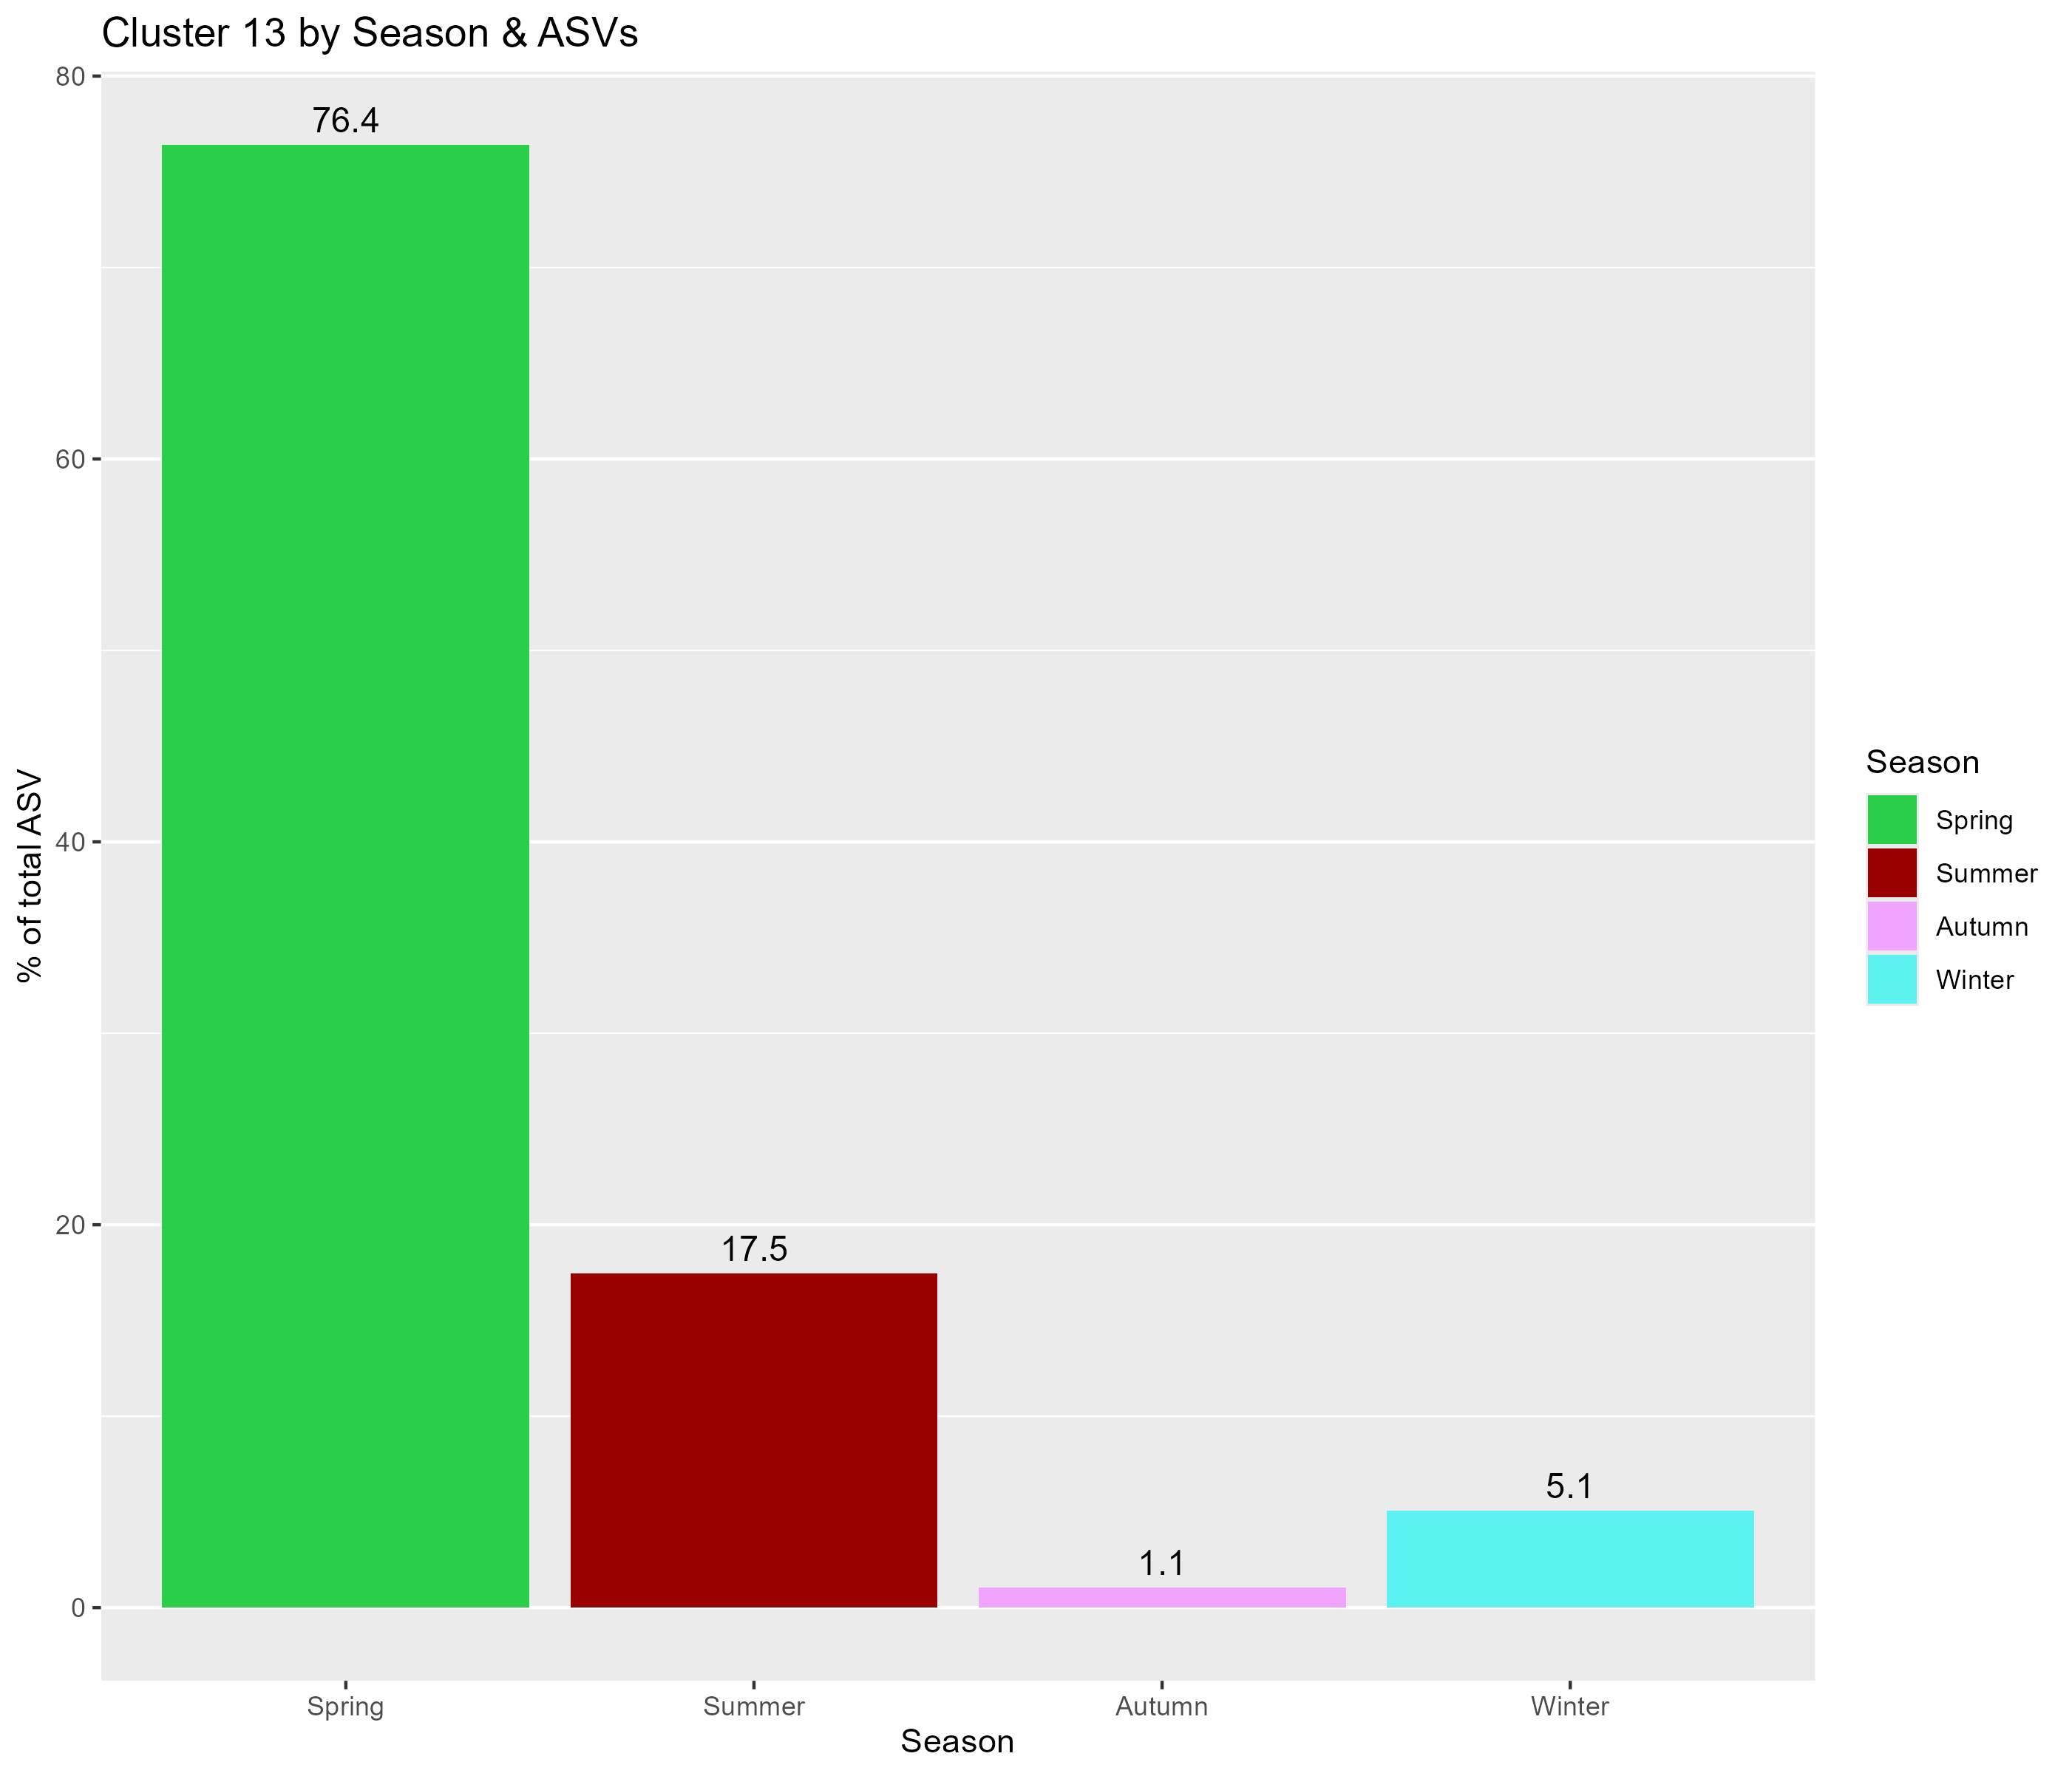 Cluster 13 by Season & ASVs
80
60
40
20
0
% of total ASV
76.4
17.5
1.1
5.1
Spring
Summer
Autumn
Winter
Season
Season
Spring
Summer
Autumn
Winter